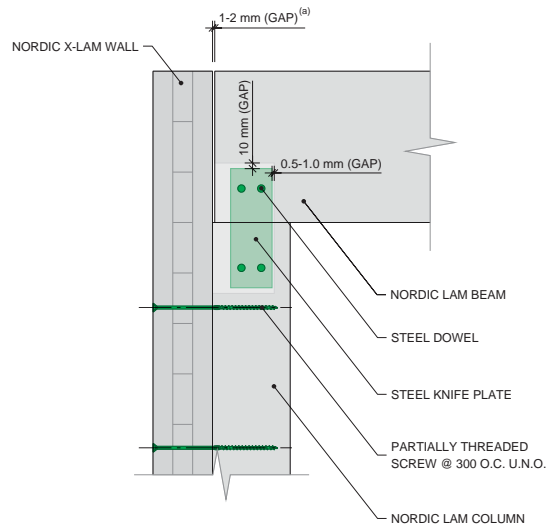 1-2 mm (GAP)(a)
NORDIC X-LAM WALL
10 mm (GAP)
0.5-1.0 mm (GAP)
NORDIC LAM BEAM
STEEL DOWEL
STEEL KNIFE PLATE
PARTIALLY THREADED
SCREW @ 300 O.C. U.N.O.
NORDIC LAM COLUMN